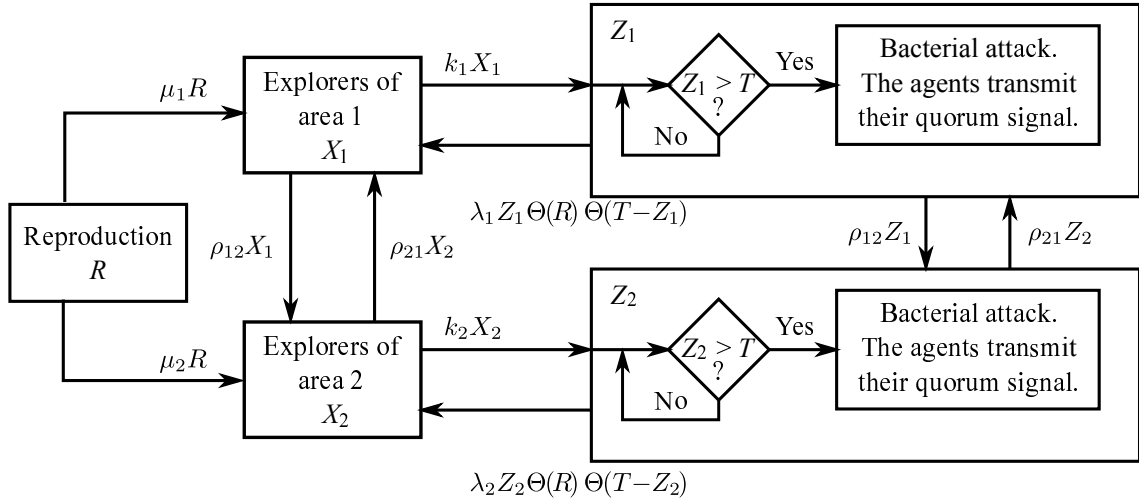 Z₁
Explorers of
area 1
X₁
k₁X₁
Z₁ > T
?
Yes
No
Bacterial attack.
The agents transmit
their quorum signal.
μ₁R
λ₁Z₁Θ(R) Θ(T−Z₁)
Reproduction
R
ρ₁₂X₁
ρ₂₁X₂
ρ₁₂Z₁
ρ₂₁Z₂
μ₂R
Explorers of
area 2
X₂
k₂X₂
Z₂
Z₂ > T
?
Yes
No
Bacterial attack.
The agents transmit
their quorum signal.
λ₂Z₂Θ(R) Θ(T−Z₂)